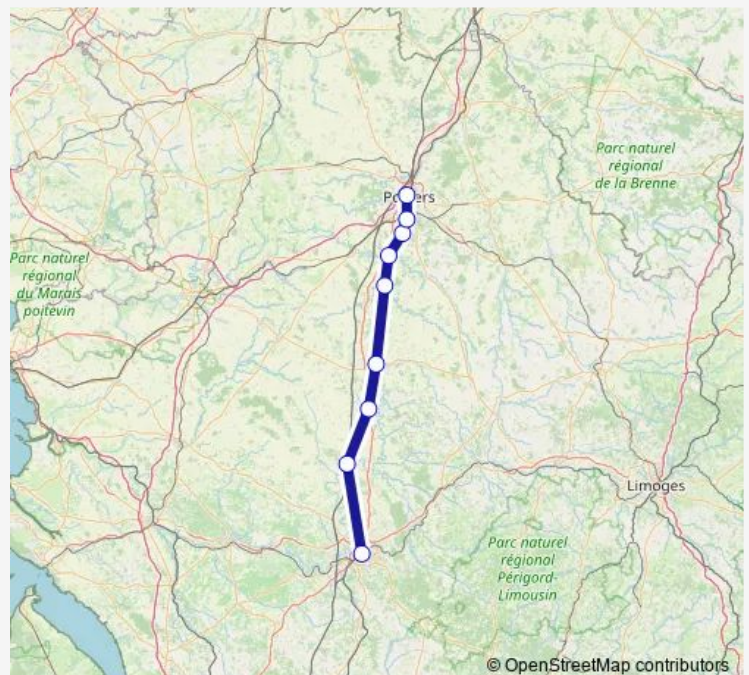 Parc naturel
régional
de la Brenne
Parc naturel
régional
du Marais
poitevin
Limoges
Parc naturel
régional
Périgord-
Limousin
© OpenStreetMap contributors